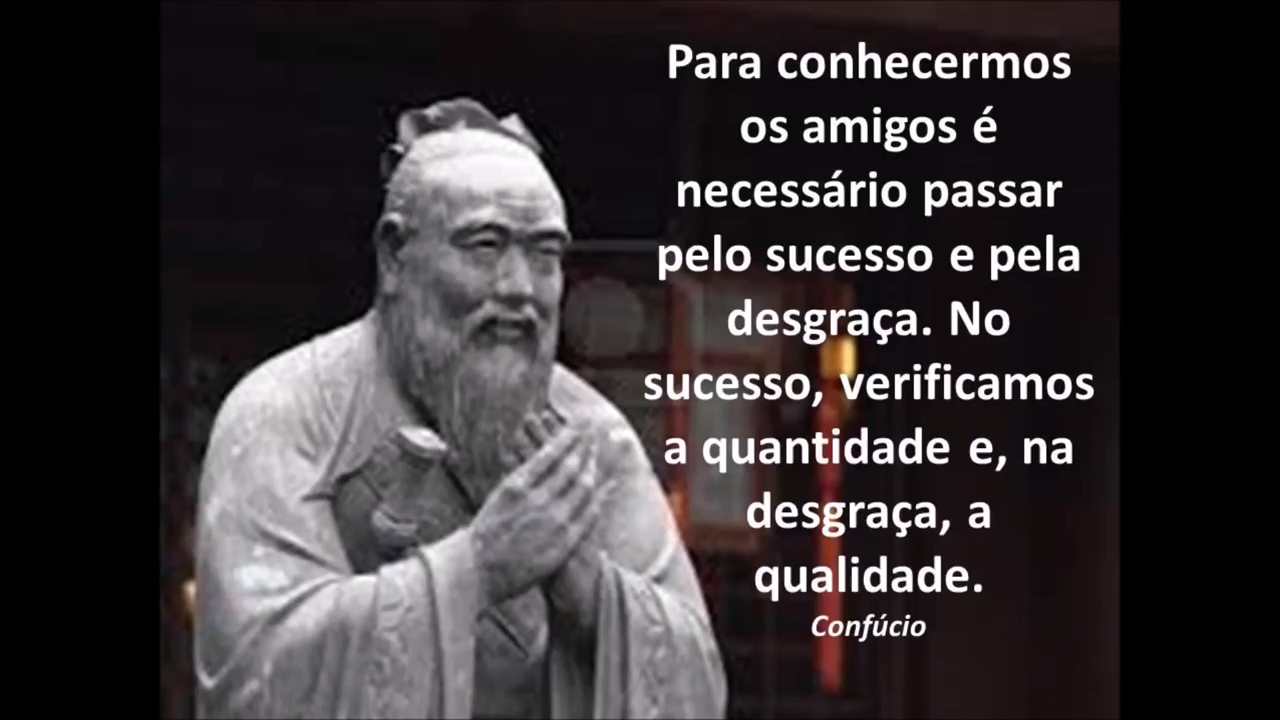 Para conhecermos
os amigos é
necessário passar
pelo sucesso e pela
desgraça. No
sucesso, verificamos
a quantidade e, na
desgraça, a
qualidade.
Confúcio